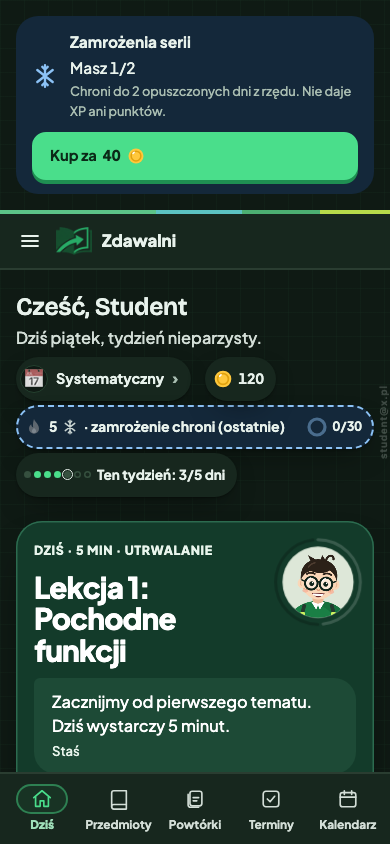 Zamrożenia serii
Masz 1/2
Chroni do 2 opuszczonych dni z rzędu. Nie daje
XP ani punktów.
Kup za 40
Zdawalni
Cześć, Student
Dziś piątek, tydzień nieparzysty.
17
Systematyczny ›
120
5 · zamrożenie chroni (ostatnie) 0/30
student@x.pl
Ten tydzień: 3/5 dni
DZIŚ · 5 MIN · UTRWALANIE
Lekcja 1:
Pochodne
funkcji
Zacznijmy od pierwszego tematu.
Dziś wystarczy 5 minut.
Staś
Dziś Przedmioty Powtórki Terminy Kalendarz